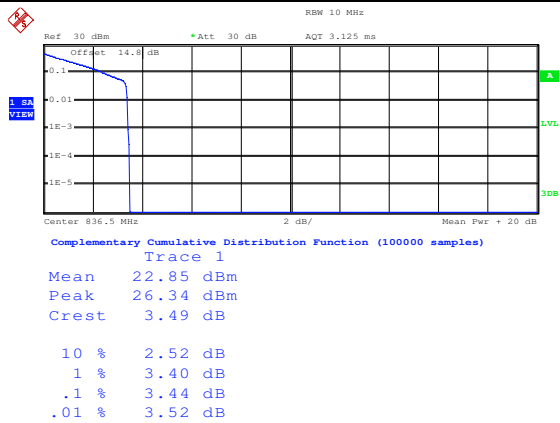 RBW 10 MHz
Ref 30 dBm *Att 30 dB AQT 3.125 ms
Offset 14.8 dB
0.1
A
0.01
1 SA
VIEW
1E-3
LVL
1E-4
1E-5
3DB
Center 836.5 MHz 2 dB/ Mean Pwr + 20 dB
Complementary Cumulative Distribution Function (100000 samples)
Trace 1
Mean 22.85 dBm
Peak 26.34 dBm
Crest 3.49 dB
10 % 2.52 dB
1 % 3.40 dB
.1 % 3.44 dB
.01 % 3.52 dB